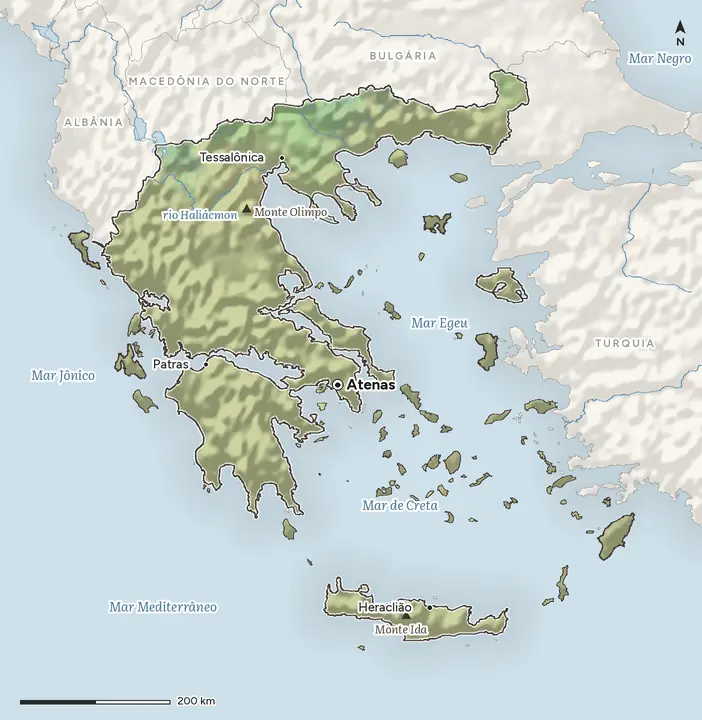 N
BULGÁRIA
Mar Negro
MACEDÔNIA DO NORTE
ALBÂNIA
Tessalônica
rio Haliácmon
Monte Olimpo
Mar Egeu
TURQUIA
Mar Jônico
Patras
Atenas
Mar de Creta
Mar Mediterrâneo
Heraclião
Monte Ida
200 km